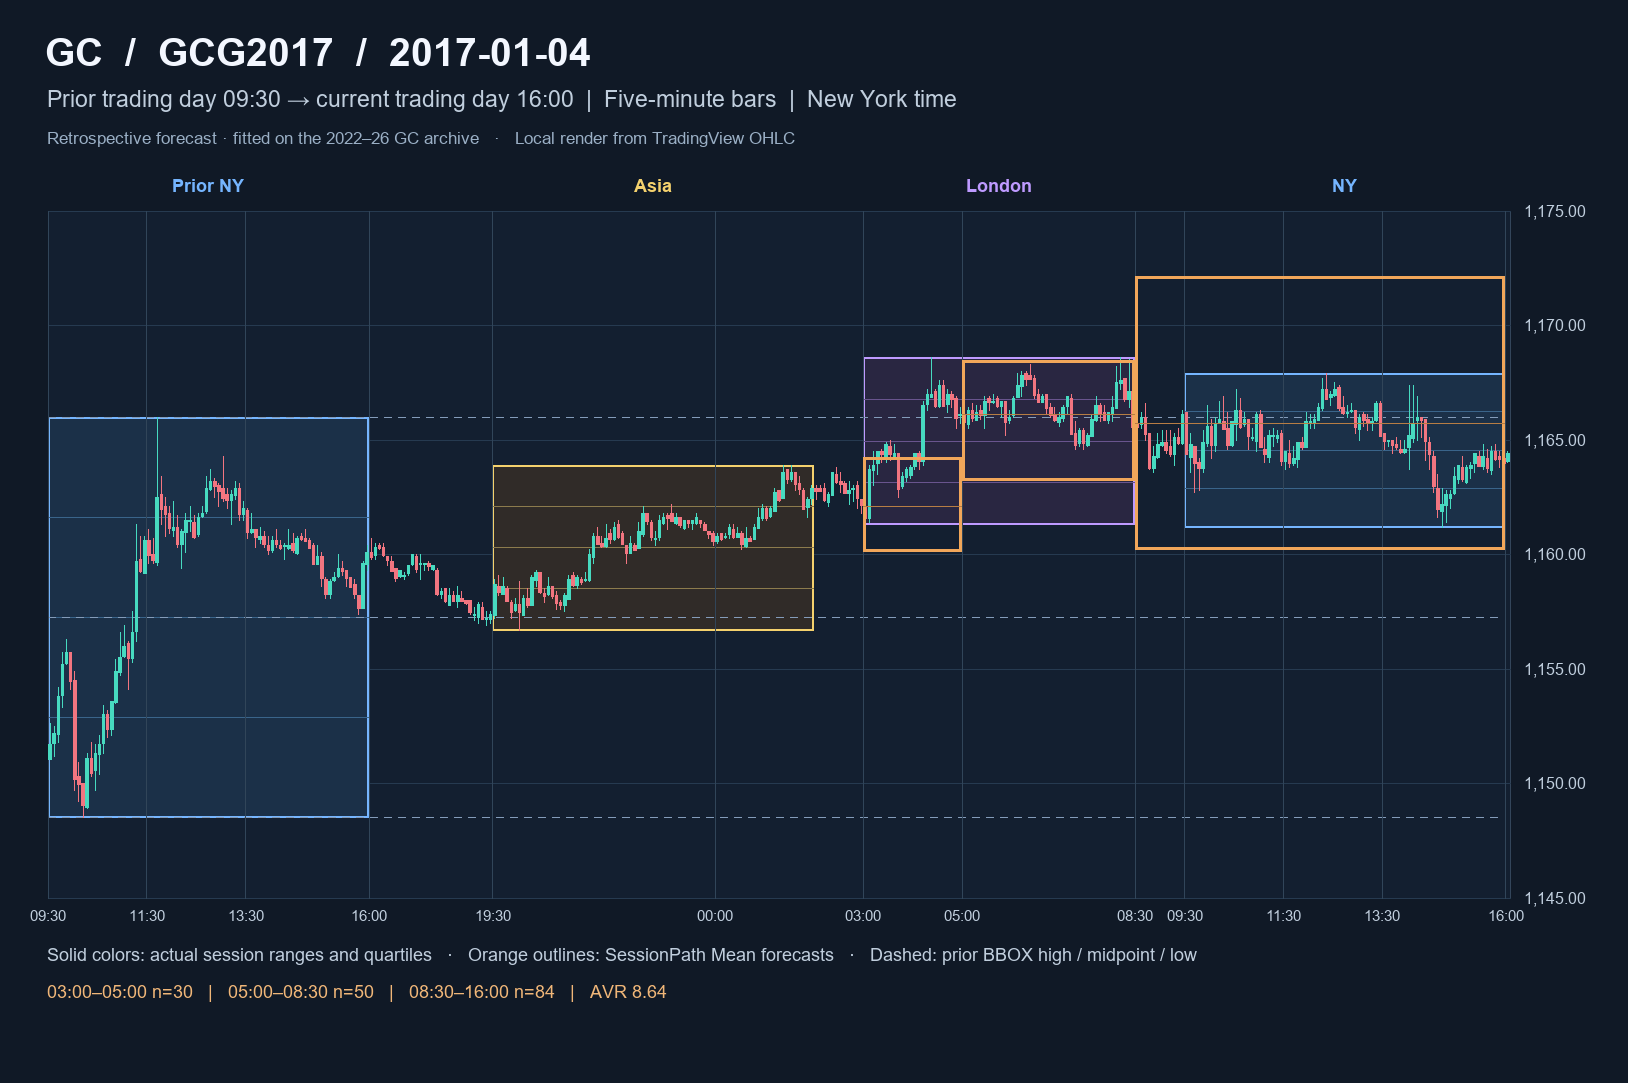 GC / GCG2017 / 2017-01-04
Prior trading day 09:30 → current trading day 16:00 | Five-minute bars | New York time
Retrospective forecast · fitted on the 2022–26 GC archive · Local render from TradingView OHLC
Prior NY Asia London NY
1,175.00
1,170.00
1,165.00
1,160.00
1,155.00
1,150.00
1,145.00
09:30 11:30 13:30 16:00 19:30 00:00 03:00 05:00 08:30 09:30 11:30 13:30 16:00
Solid colors: actual session ranges and quartiles · Orange outlines: SessionPath Mean forecasts · Dashed: prior BBOX high / midpoint / low
03:00–05:00 n=30 | 05:00–08:30 n=50 | 08:30–16:00 n=84 | AVR 8.64